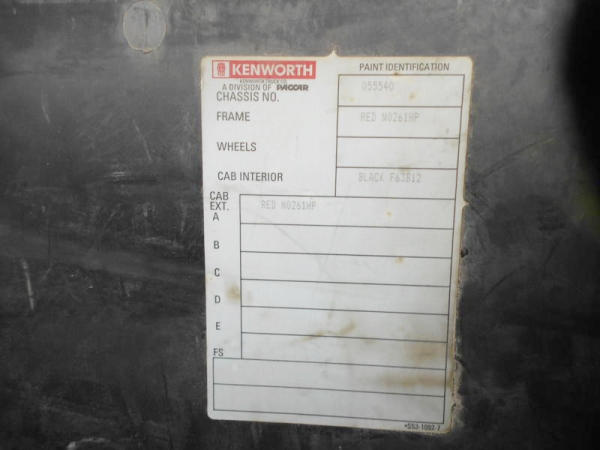 KENWORTH
KENWORTH TRUCK CO.
A DIVISION OF PACCAR
PAINT IDENTIFICATION
CHASSIS NO. 055540
FRAME RED N0261HP
WHEELS
CAB INTERIOR BLACK F63812
CAB
EXT.
A RED N0261HP
B
C
D
E
FS